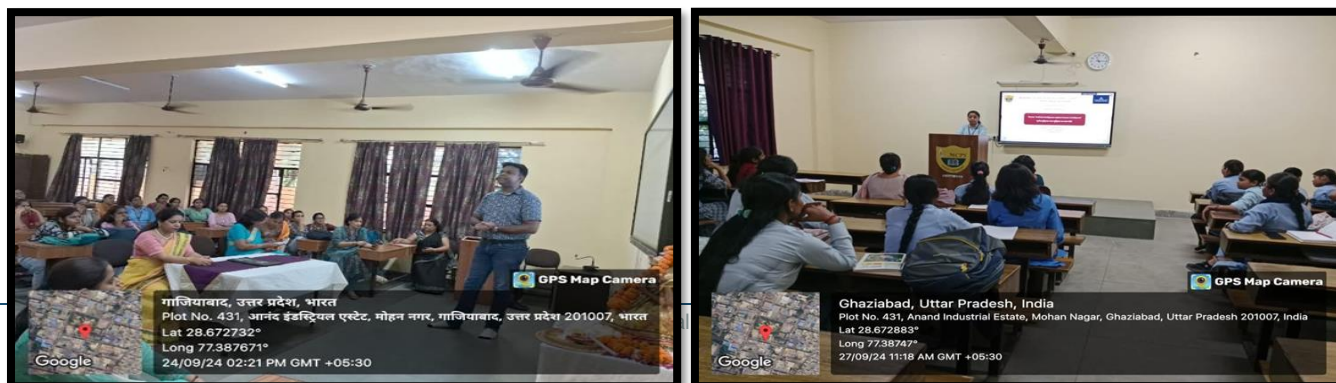 GPS Map Camera
गाजियाबाद, उत्तर प्रदेश, भारत
Plot No. 431, आनंद इंडस्ट्रियल एस्टेट, मोहन नगर, गाजियाबाद, उत्तर प्रदेश 201007, भारत
Lat 28.672732°
Long 77.387671°
24/09/24 02:21 PM GMT +05:30
Google
GPS Map Camera
Ghaziabad, Uttar Pradesh, India
Plot No. 431, Anand Industrial Estate, Mohan Nagar, Ghaziabad, Uttar Pradesh 201007, India
Lat 28.672883°
Long 77.38747°
27/09/24 11:18 AM GMT +05:30
Google